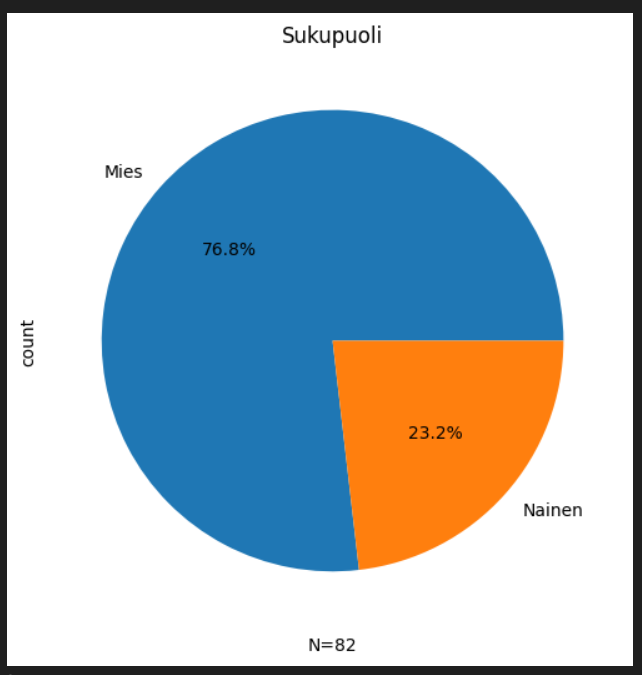 Sukupuoli
Mies
76.8%
count
23.2%
Nainen
N=82